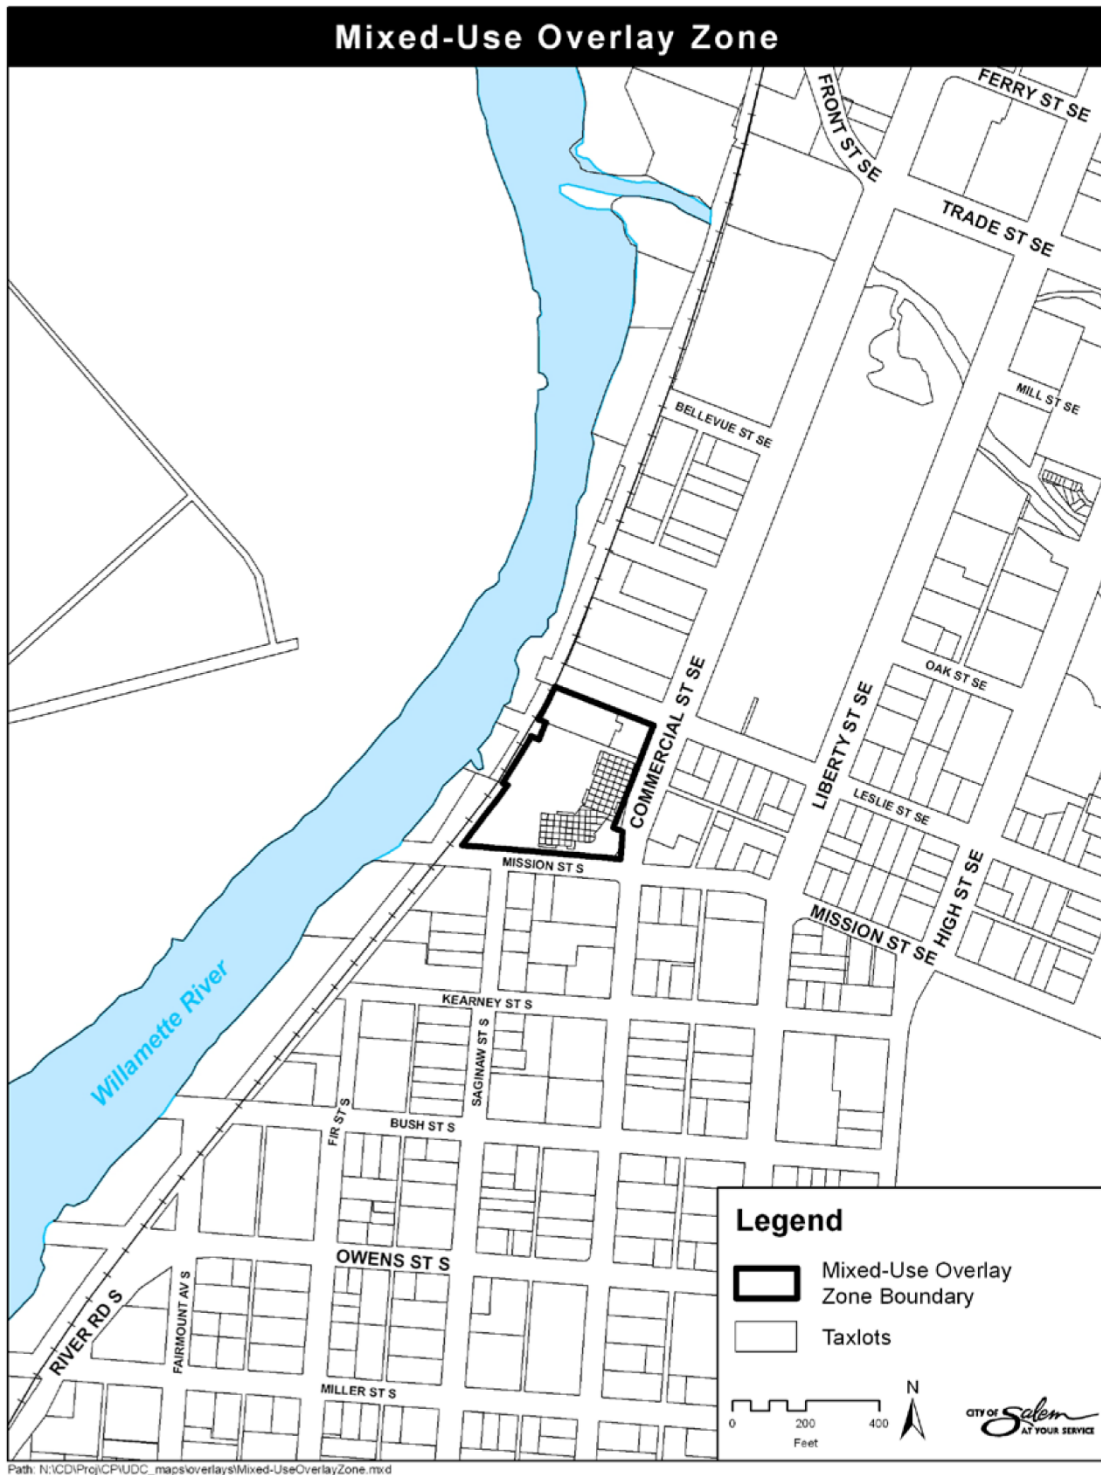 Mixed-Use Overlay Zone
FERRY ST SE
FRONT ST SE
TRADE ST SE
MILL ST SE
BELLEVUE ST SE
OAK ST SE
COMMERCIAL ST SE
LIBERTY ST SE
LESLIE ST SE
HIGH ST SE
MISSION ST S
MISSION ST SE
Willamette River
KEARNEY ST S
SAGINAW ST S
FIR ST S
BUSH ST S
OWENS ST S
RIVER RD S
FAIRMOUNT AV S
MILLER ST S
Legend
Mixed-Use Overlay
Zone Boundary
Taxlots
N
0 200 400
Feet
CITY OF Salem
AT YOUR SERVICE
Path: N:\CD\Proj\CP\UDC_maps\overlays\Mixed-UseOverlayZone.mxd